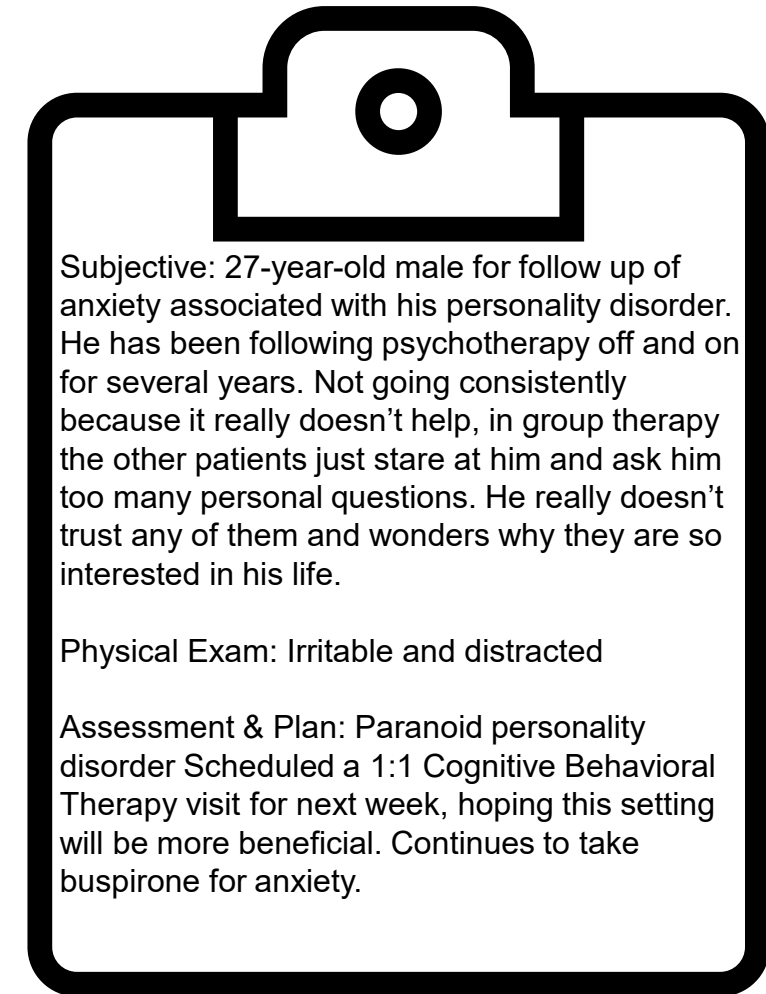 Subjective: 27-year-old male for follow up of
anxiety associated with his personality disorder.
He has been following psychotherapy off and on
for several years. Not going consistently
because it really doesn’t help, in group therapy
the other patients just stare at him and ask him
too many personal questions. He really doesn’t
trust any of them and wonders why they are so
interested in his life.
Physical Exam: Irritable and distracted
Assessment & Plan: Paranoid personality
disorder Scheduled a 1:1 Cognitive Behavioral
Therapy visit for next week, hoping this setting
will be more beneficial. Continues to take
buspirone for anxiety.